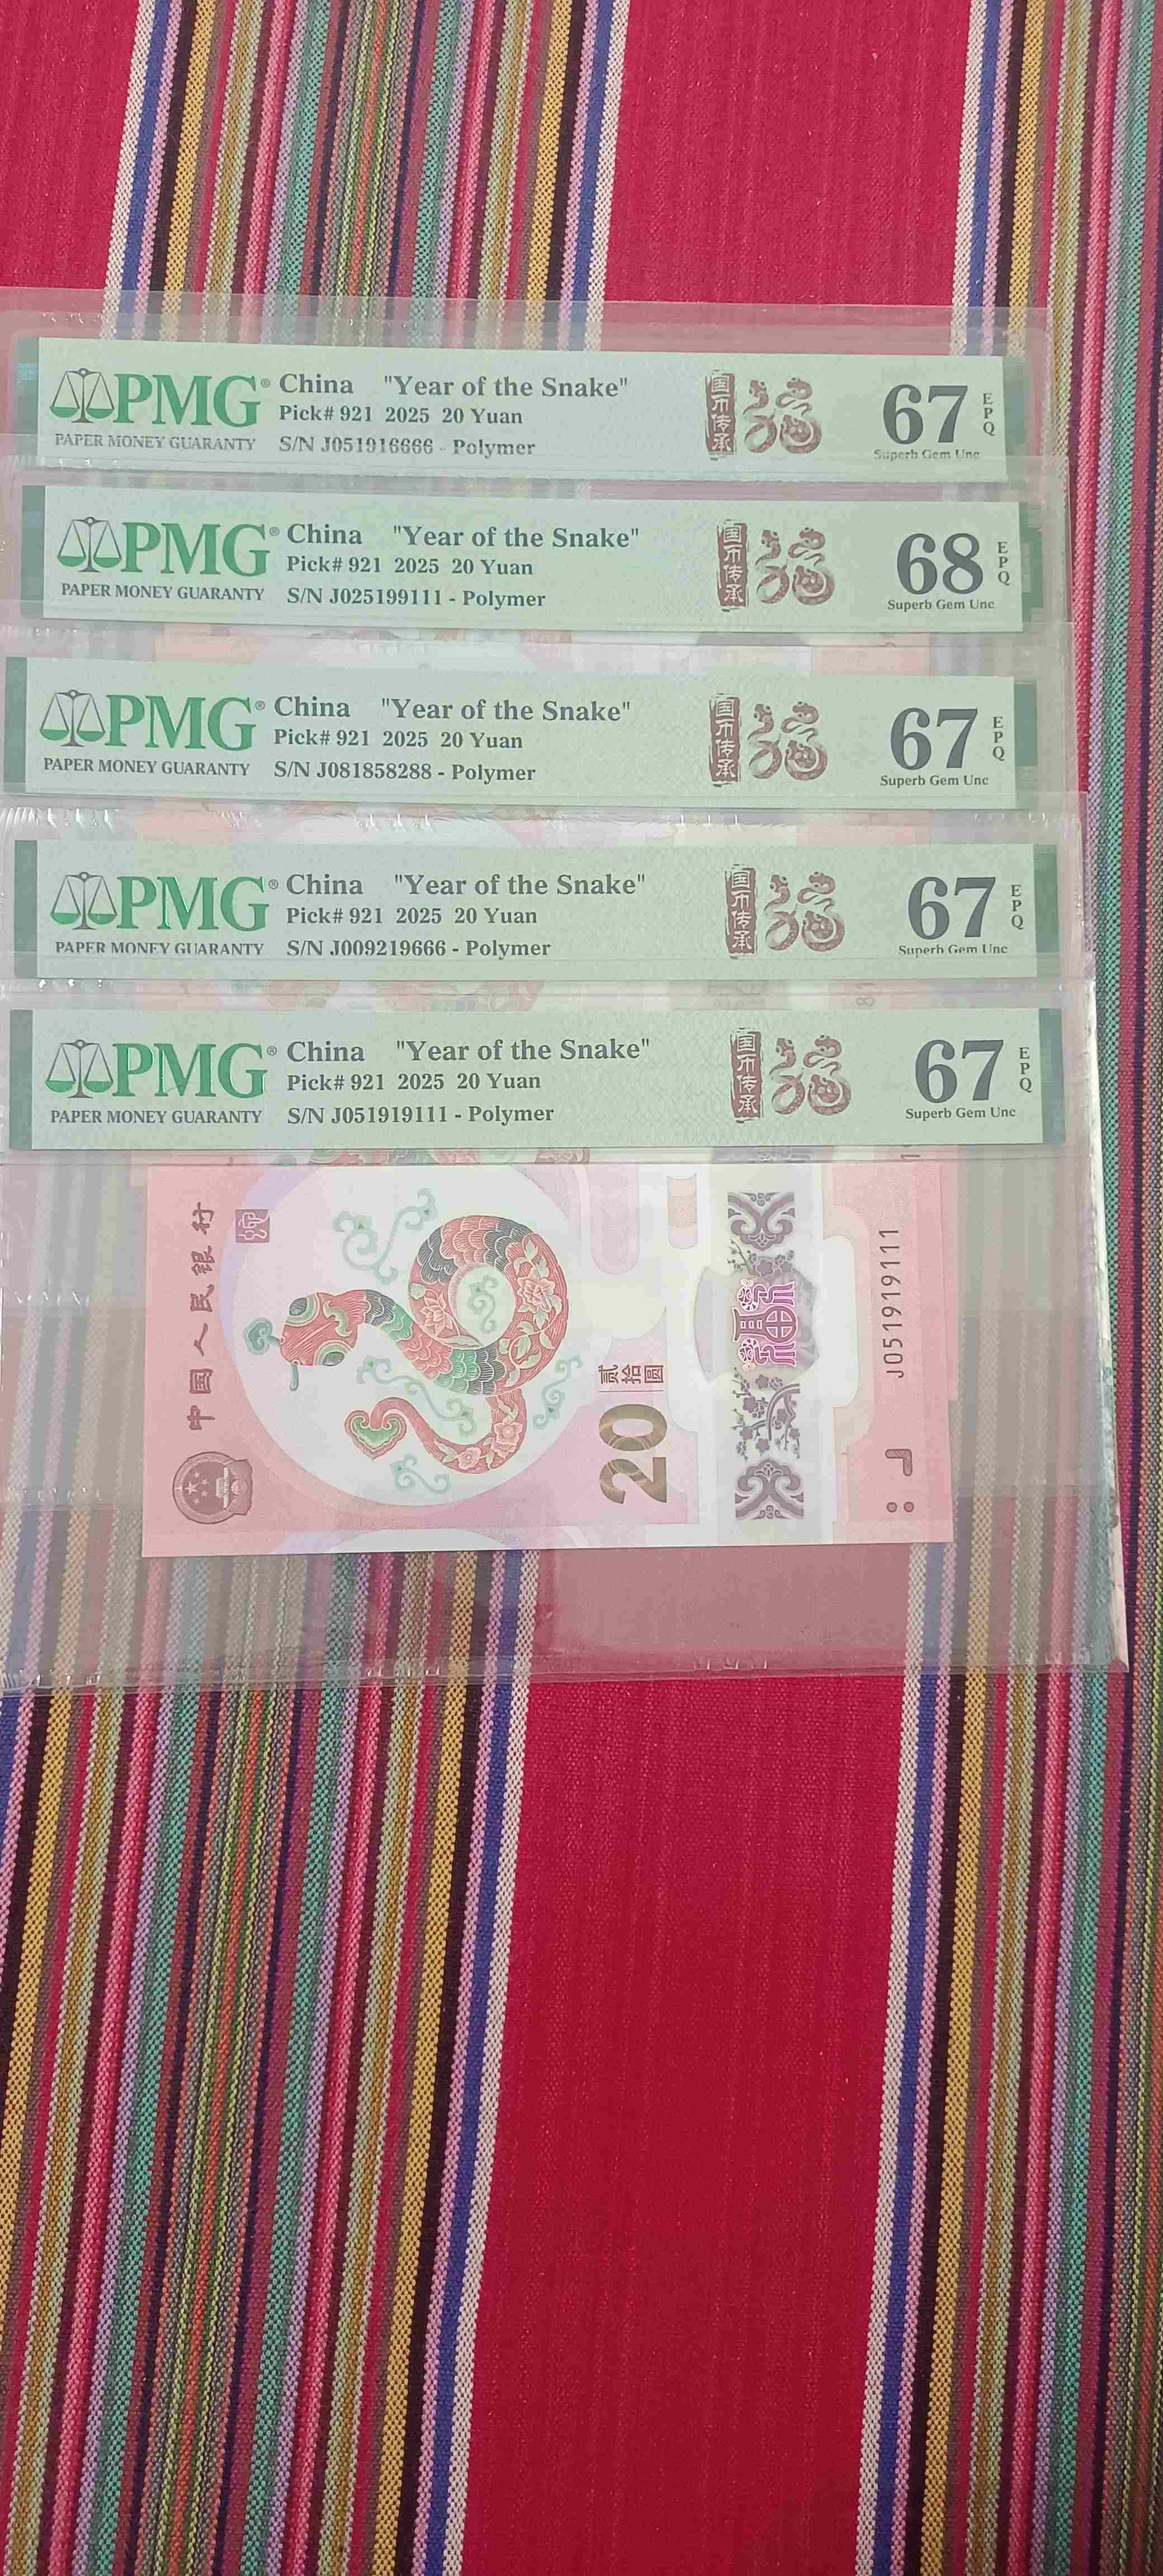 PMG® China "Year of the Snake"
Pick# 921 2025 20 Yuan
PAPER MONEY GUARANTY S/N J051916666 - Polymer
国币传承
67 EPQ
Superb Gem Unc
PMG® China "Year of the Snake"
Pick# 921 2025 20 Yuan
PAPER MONEY GUARANTY S/N J025199111 - Polymer
国币传承
68 EPQ
Superb Gem Unc
PMG® China "Year of the Snake"
Pick# 921 2025 20 Yuan
PAPER MONEY GUARANTY S/N J081858288 - Polymer
国币传承
67 EPQ
Superb Gem Unc
PMG® China "Year of the Snake"
Pick# 921 2025 20 Yuan
PAPER MONEY GUARANTY S/N J009219666 - Polymer
国币传承
67 EPQ
Superb Gem Unc
PMG® China "Year of the Snake"
Pick# 921 2025 20 Yuan
PAPER MONEY GUARANTY S/N J051919111 - Polymer
国币传承
67 EPQ
Superb Gem Unc
中国人民银行
贰拾圆
20
J051919111